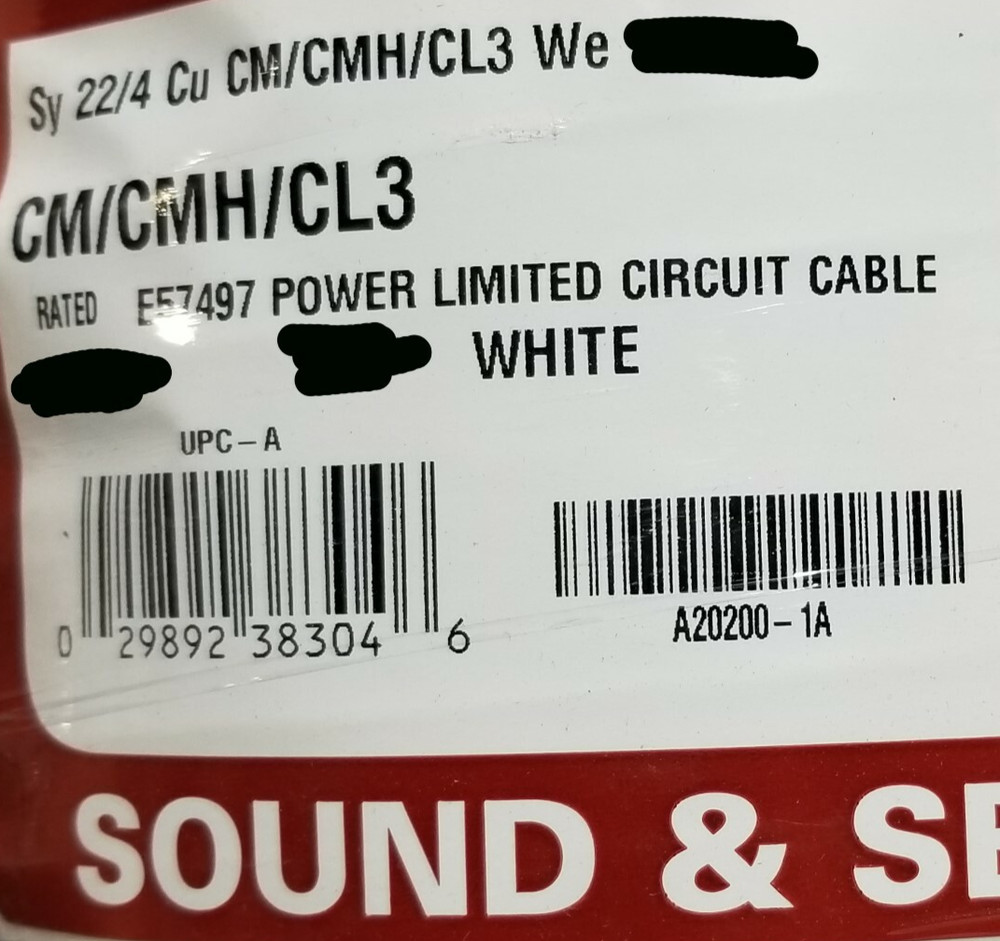 Sy 22/4 Cu CM/CMH/CL3 We
CM/CMH/CL3
RATED E57497 POWER LIMITED CIRCUIT CABLE
WHITE
UPC-A
0 29892 38304 6
A20200-1A
SOUND &